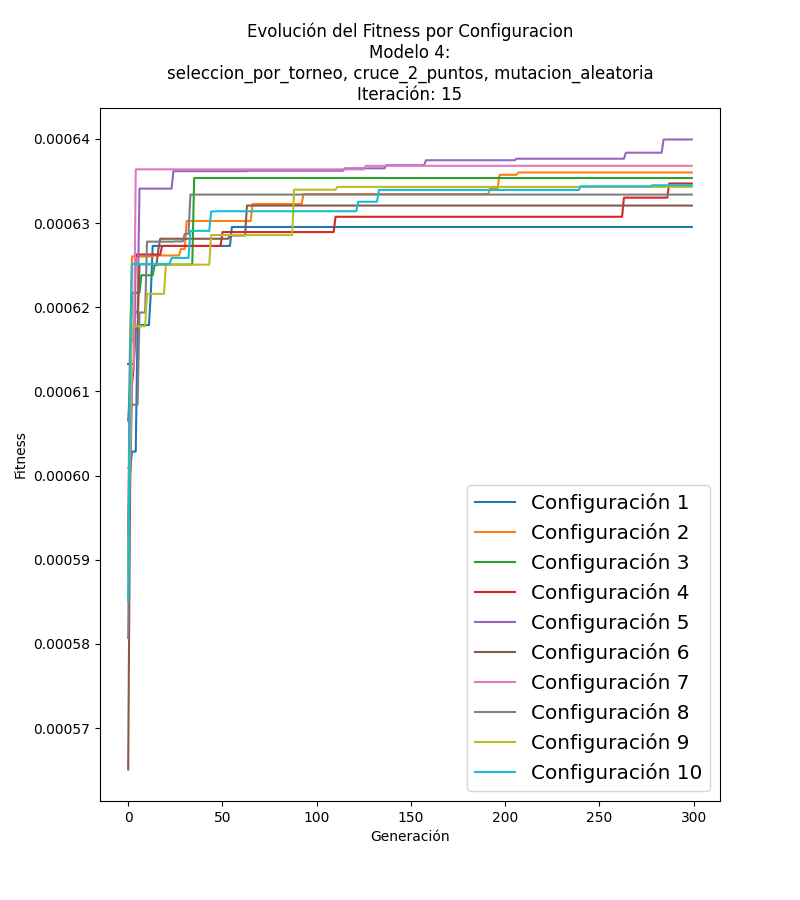 Evolución del Fitness por Configuracion
Modelo 4:
seleccion_por_torneo, cruce_2_puntos, mutacion_aleatoria
Iteración: 15
0.00064
0.00063
0.00062
0.00061
0.00060
0.00059
0.00058
0.00057
Fitness
Configuración 1
Configuración 2
Configuración 3
Configuración 4
Configuración 5
Configuración 6
Configuración 7
Configuración 8
Configuración 9
Configuración 10
0 50 100 150 200 250 300
Generación